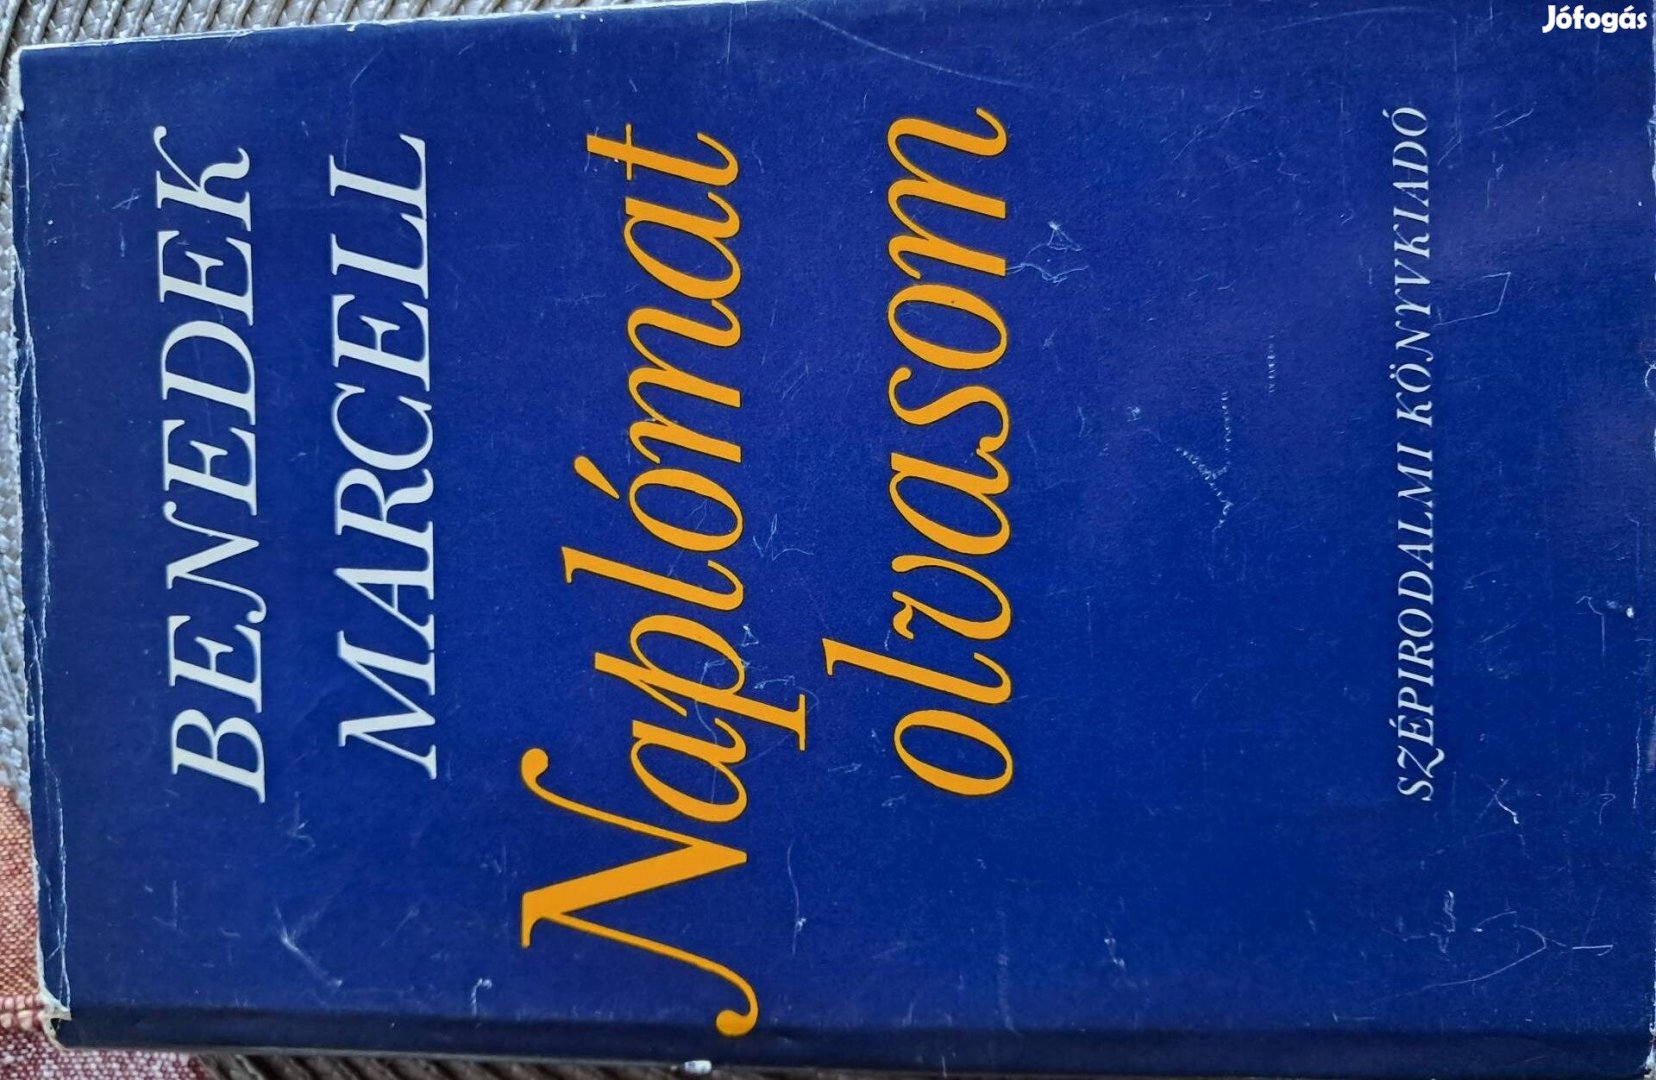 BENEDEK
MARCELL
Naplómat
olvasom
SZÉPIRODALMI KÖNYVKIADÓ
Jófogás